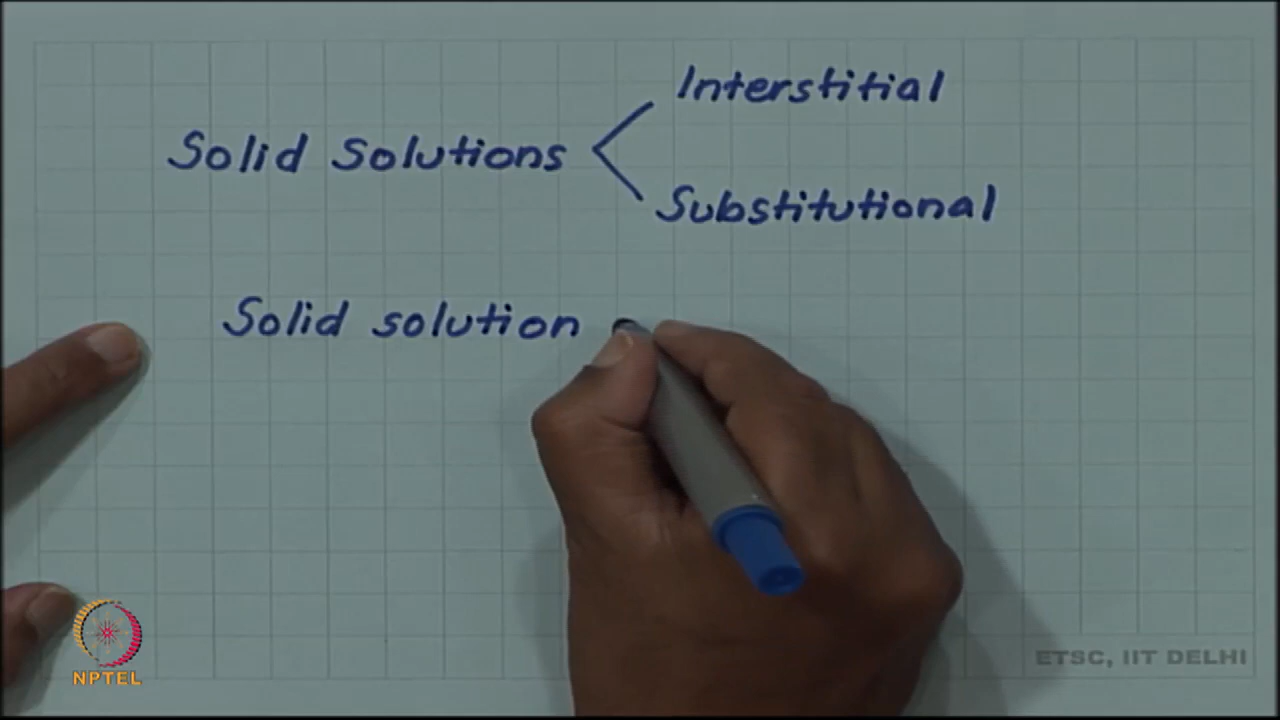 Interstitial
Solid Solutions
Substitutional
Solid solution
NPTEL
ETSC, IIT DELHI